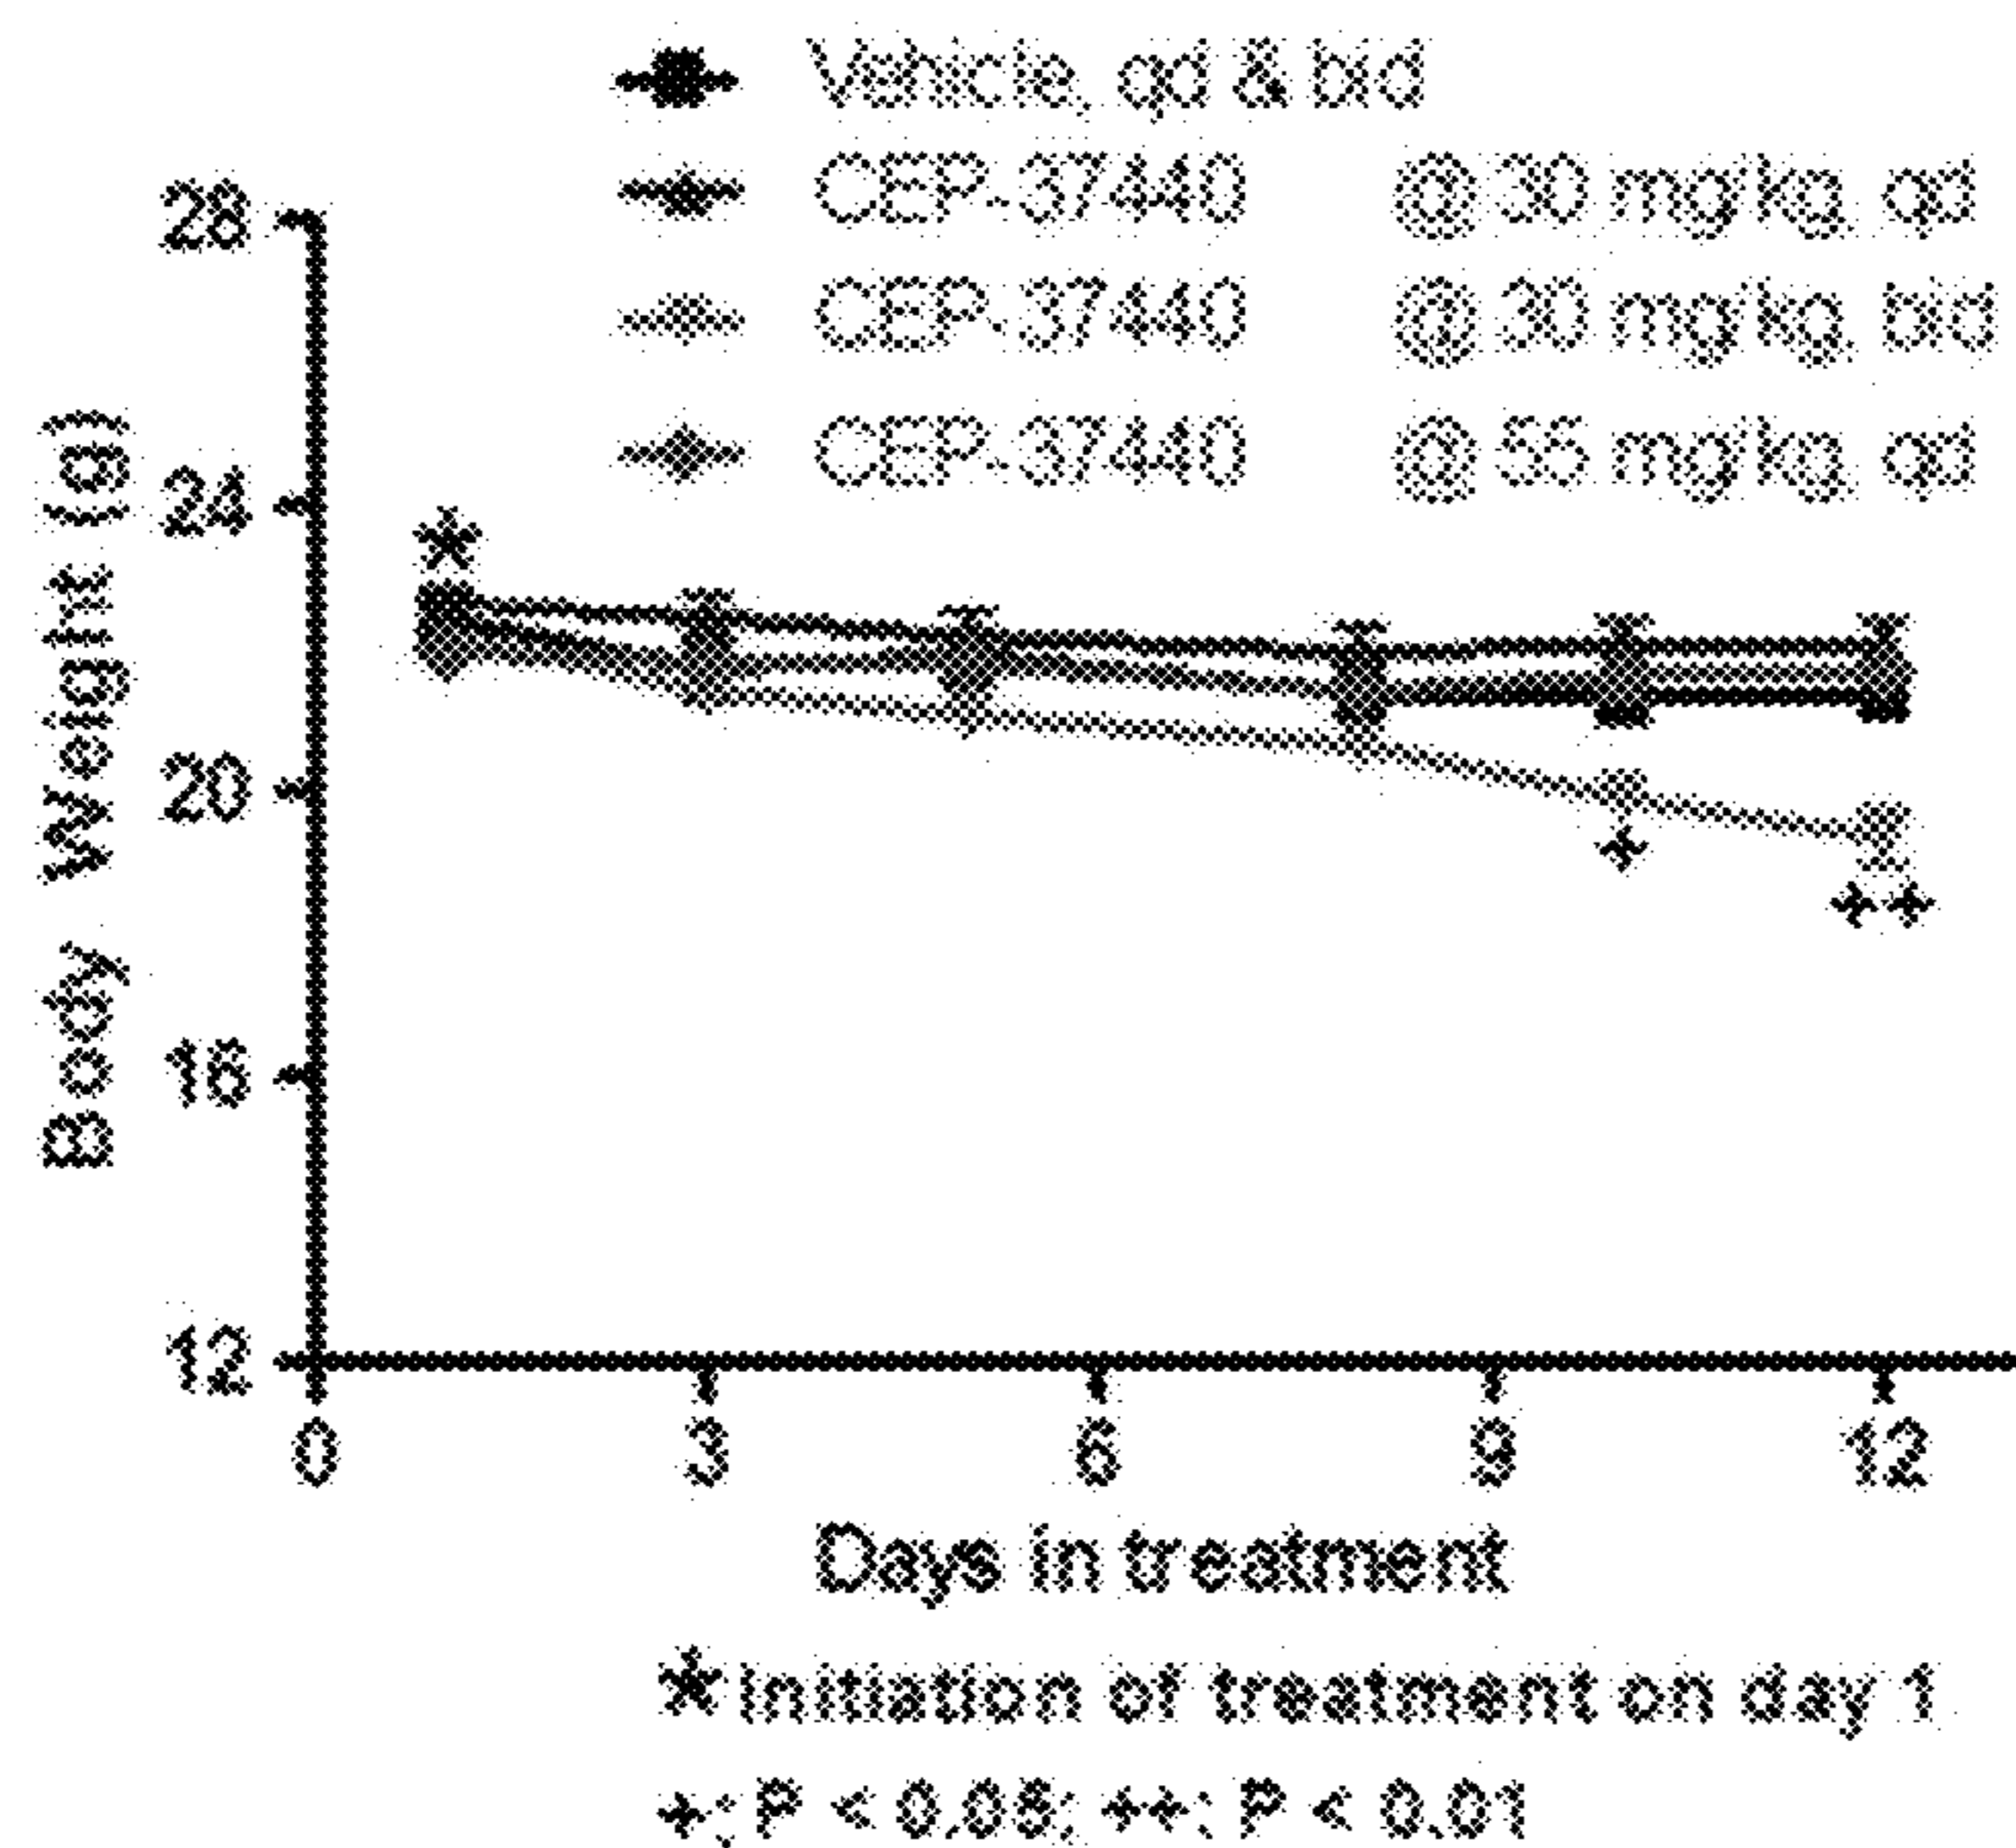 Vehicle, qd & bid
CEP-37440 @ 30 mg/kg, qd
CEP-37440 @ 30 mg/kg, bid
CEP-37440 @ 55 mg/kg, qd
Body Weight (g)
28
24
20
16
12
0 3 6 9 12
Days in treatment
* Initiation of treatment on day 1
+: P < 0.05; ++: P < 0.01
*
+
++